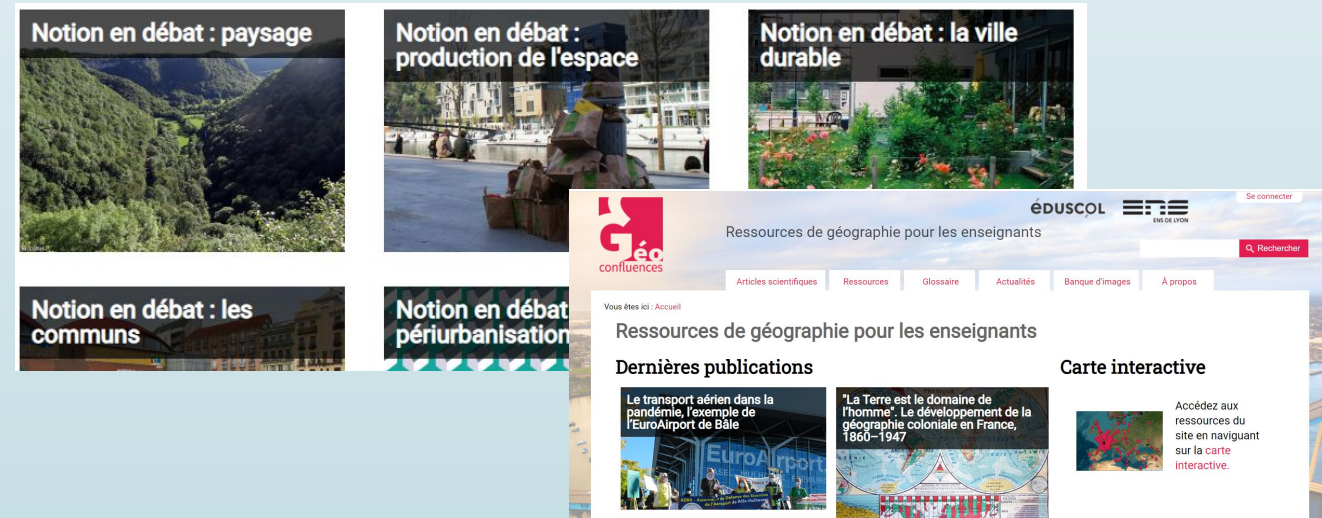 Notion en débat : paysage
Notion en débat :
production de l'espace
Notion en débat : la ville
durable
Notion en débat : les
communs
Notion en débat
périurbanisation
Géo
confluences
Ressources de géographie pour les enseignants
éduscol
ENS
ENS DE LYON
Se connecter
Rechercher
Articles scientifiques
Ressources
Glossaire
Actualités
Banque d'images
À propos
Vous êtes ici : Accueil
Ressources de géographie pour les enseignants
Dernières publications
Carte interactive
Le transport aérien dans la
pandémie, l'exemple de
l'EuroAirport de Bâle
EuroAirport
"La Terre est le domaine de
l'homme". Le développement de la
géographie coloniale en France,
1860–1947
Accédez aux
ressources du
site en naviguant
sur la carte
interactive.